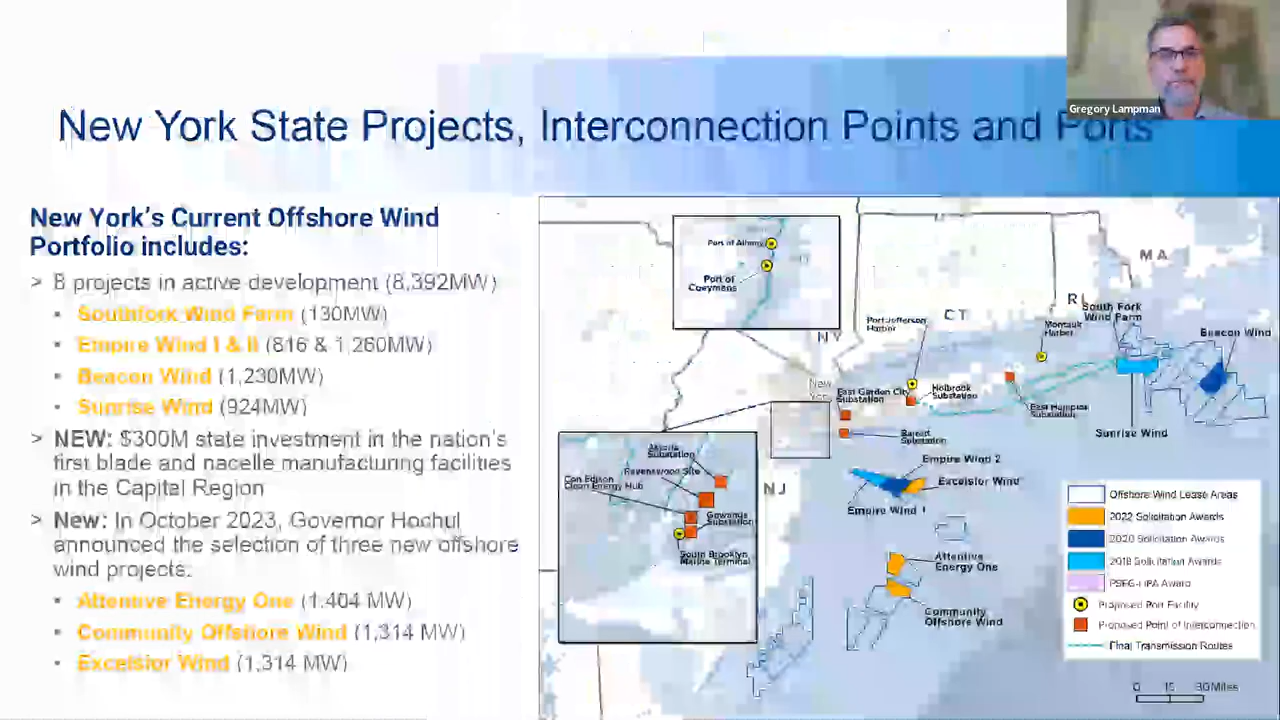 Gregory Lampman
New York State Projects, Interconnection Points and Ports
New York's Current Offshore Wind
Portfolio includes:
> 8 projects in active development (8,392MW)
• Southfork Wind Farm (130MW)
• Empire Wind I & II (816 & 1,260MW)
• Beacon Wind (1,230MW)
• Sunrise Wind (924MW)
> NEW: $300M state investment in the nation's
first blade and nacelle manufacturing facilities
in the Capital Region
> New: In October 2023, Governor Hochul
announced the selection of three new offshore
wind projects.
• Attentive Energy One (1,404 MW)
• Community Offshore Wind (1,314 MW)
• Excelsior Wind (1,314 MW)
Port of Albany
Port of
Coeymans
NY
CT
RI
MA
NJ
New
York
Port Jefferson
Harbor
Montauk
Harbor
South Fork
Wind Farm
Beacon Wind
East Garden City
Substation
Holbrook
Substation
East Hampton
Substation
Barrett
Substation
Sunrise Wind
Astoria
Substation
Ravenswood Site
Con Edison
Clean Energy Hub
Gowanus
Substation
South Brooklyn
Marine Terminal
Empire Wind 2
Excelsior Wind
Empire Wind 1
Attentive
Energy One
Community
Offshore Wind
Offshore Wind Lease Areas
2022 Solicitation Awards
2020 Solicitation Awards
2018 Solicitation Awards
PSEG-LIPA Award
Proposed Port Facility
Proposed Point of Interconnection
Final Transmission Routes
0 15 30 Miles